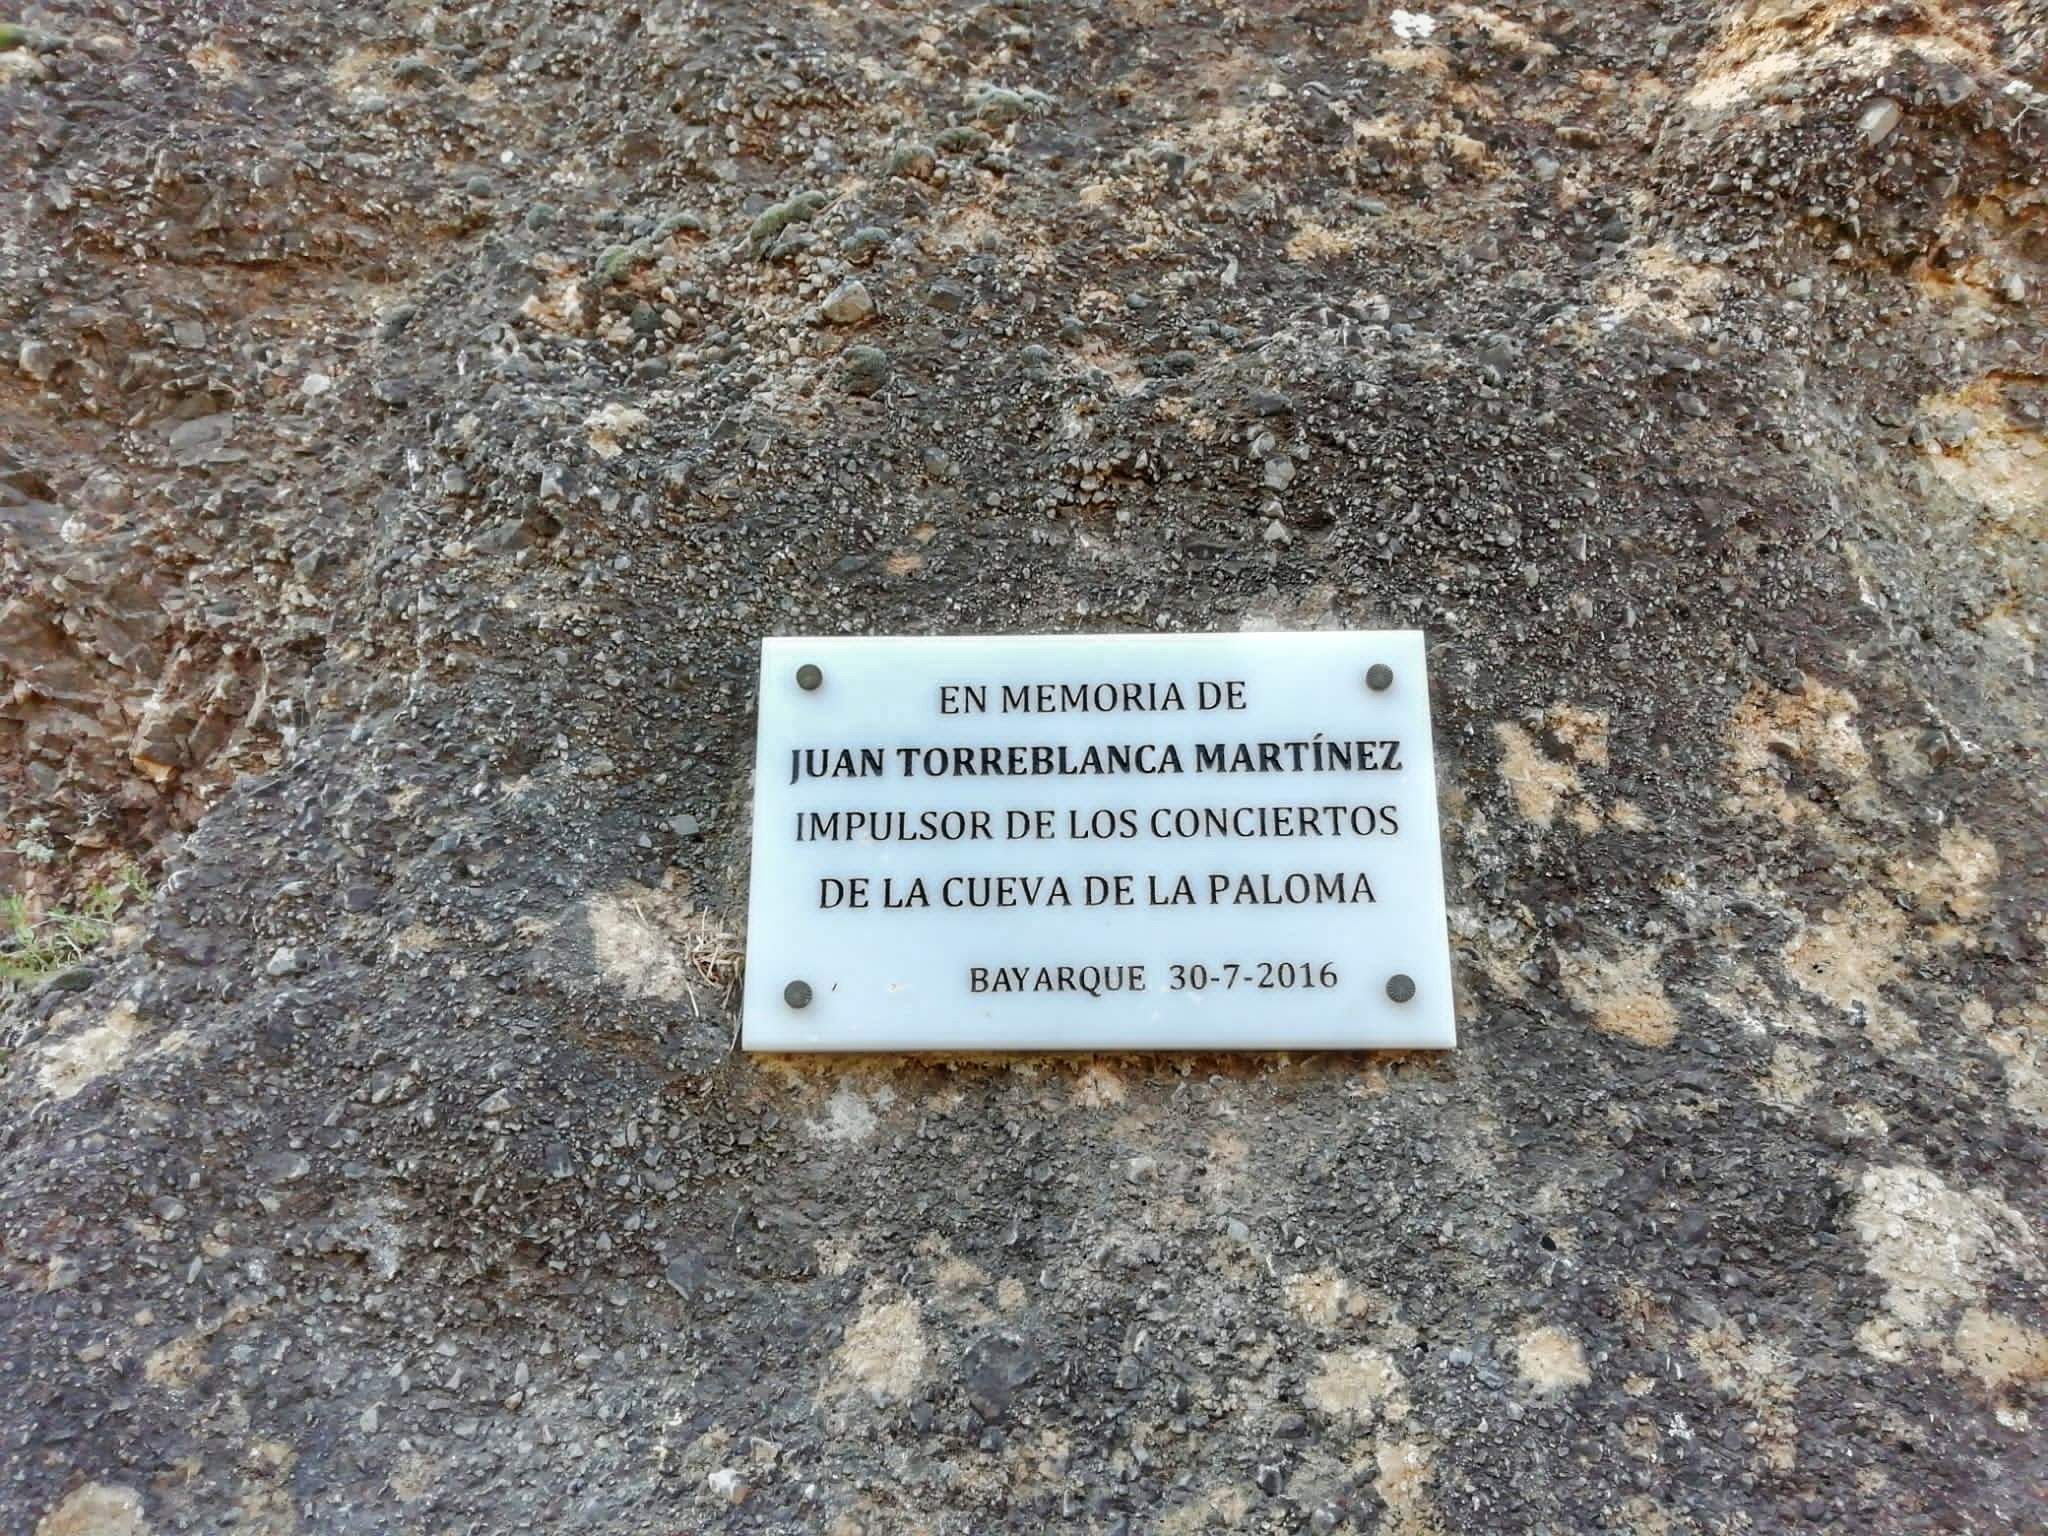 EN MEMORIA DE
JUAN TORREBLANCA MARTÍNEZ
IMPULSOR DE LOS CONCIERTOS
DE LA CUEVA DE LA PALOMA
BAYARQUE 30-7-2016